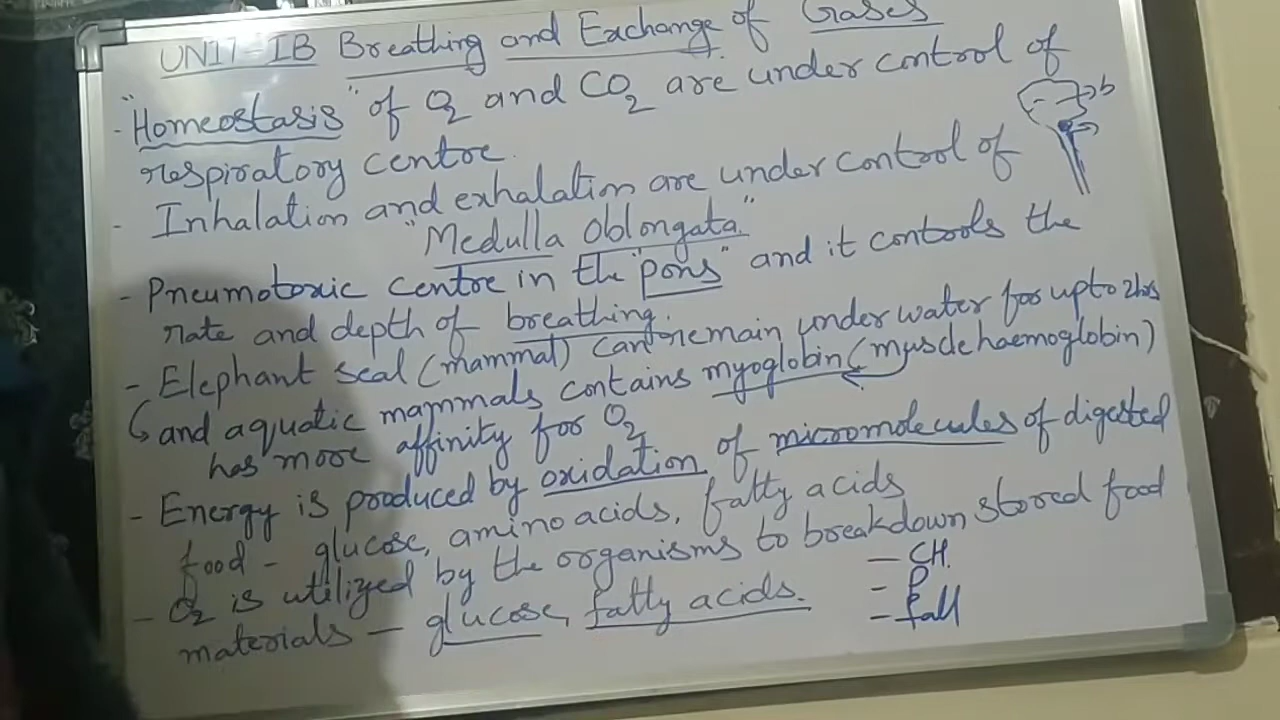 UNIT-IB Breathing and Exchange of Gases
- "Homeostasis" of O2 and CO2 are under control of
respiratory centre.
- Inhalation and exhalation are under control of
"Medulla Oblongata"
- Pneumotoxic centre in the "pons" and it controls the
rate and depth of breathing.
- Elephant seal (mammal) can remain under water for upto 2hrs
and aquatic mammals contains myoglobin (muscle haemoglobin)
has more affinity for O2
- Energy is produced by oxidation of micromolecules of digested
food - glucose, amino acids, fatty acids
- O2 is utilized by the organisms to breakdown stored food
materials - glucose, fatty acids.
b
- CH.
- P
- fall